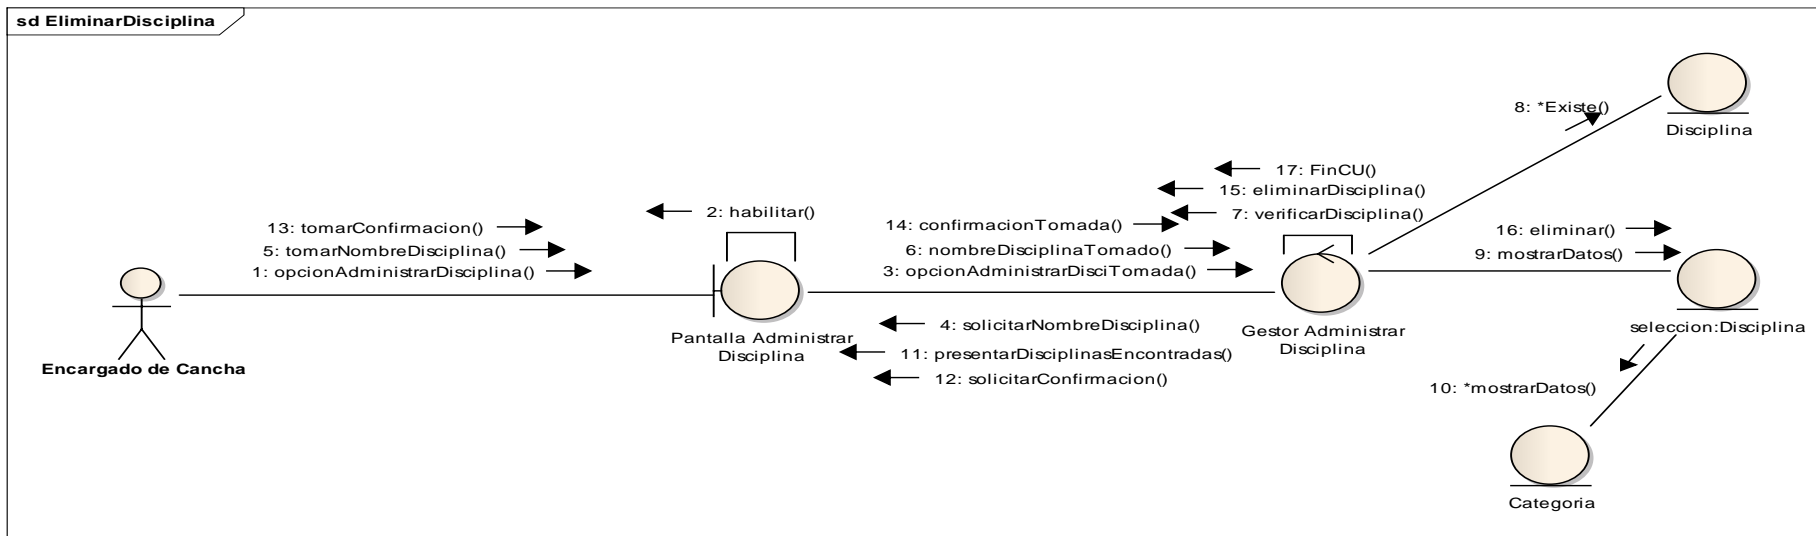 sd EliminarDisciplina
8: *Existe()
Disciplina
17: FinCU()
15: eliminarDisciplina()
2: habilitar()
7: verificarDisciplina()
13: tomarConfirmacion()
14: confirmacionTomada()
16: eliminar()
5: tomarNombreDisciplina()
6: nombreDisciplinaTomado()
9: mostrarDatos()
1: opcionAdministrarDisciplina()
3: opcionAdministrarDisciTomada()
4: solicitarNombreDisciplina()
seleccion:Disciplina
Pantalla Administrar
Disciplina
Gestor Administrar
Disciplina
11: presentarDisciplinasEncontradas()
Encargado de Cancha
12: solicitarConfirmacion()
10: *mostrarDatos()
Categoria